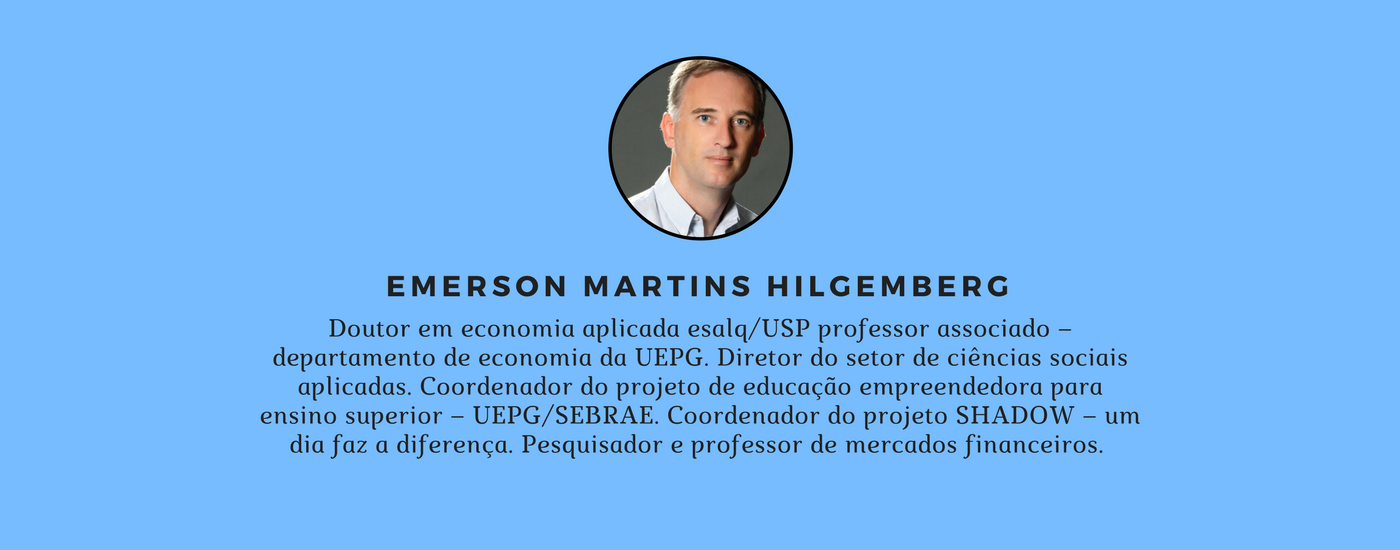 EMERSON MARTINS HILGEMBERG
Doutor em economia aplicada esalq/USP professor associado –
departamento de economia da UEPG. Diretor do setor de ciências sociais
aplicadas. Coordenador do projeto de educação empreendedora para
ensino superior – UEPG/SEBRAE. Coordenador do projeto SHADOW – um
dia faz a diferença. Pesquisador e professor de mercados financeiros.